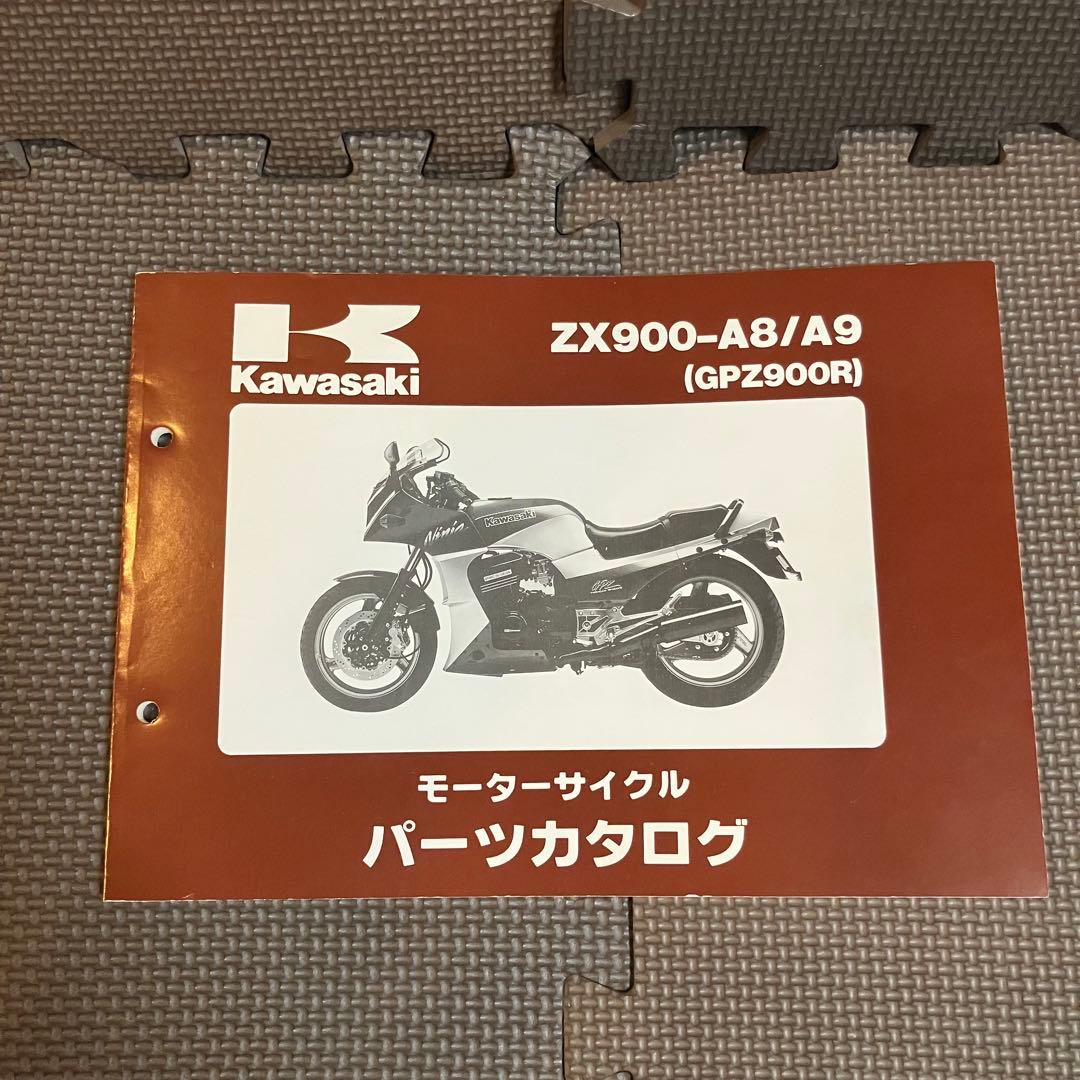 Kawasaki
ZX900-A8/A9
(GPZ900R)
Kawasaki
Ninja
GPZ
モーターサイクル
パーツカタログ